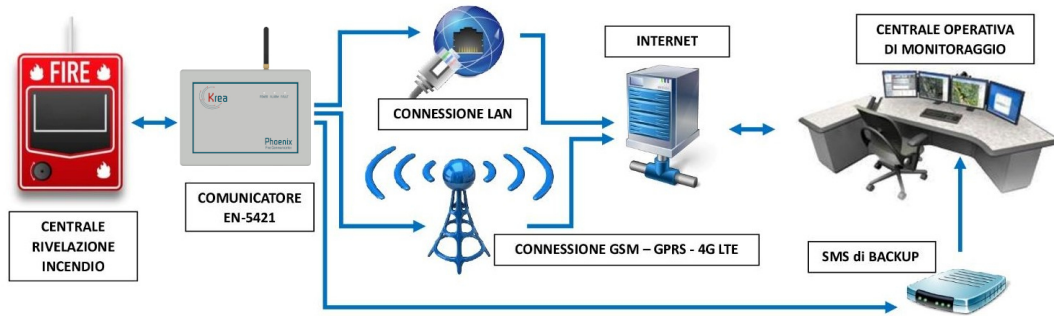 FIRE
Krea
Phoenix
CENTRALE
RIVELAZIONE
INCENDIO
COMUNICATORE
EN-5421
CONNESSIONE LAN
CONNESSIONE GSM – GPRS - 4G LTE
INTERNET
CENTRALE OPERATIVA
DI MONITORAGGIO
SMS di BACKUP